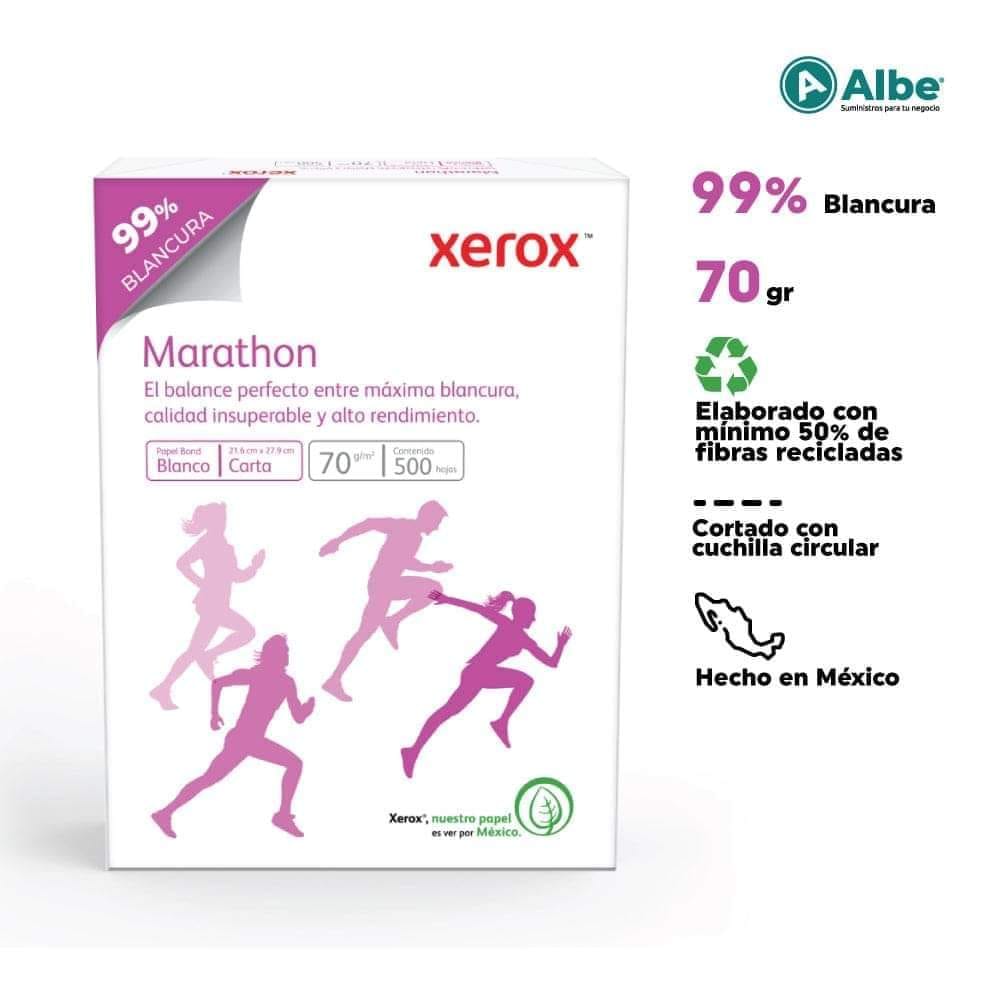 Albe®
Suministros para tu negocio
99% Blancura
70 gr
Elaborado con
mínimo 50% de
fibras recicladas
Cortado con
cuchilla circular
Hecho en México
Marathon
xerox
99%
BLANCURA
xerox™
Marathon
El balance perfecto entre máxima blancura,
calidad insuperable y alto rendimiento.
Papel Bond
Blanco
21.6 cm x 27.9 cm
Carta
70 g/m²
Contenido
500 hojas
Xerox®, nuestro papel
es ver por México.